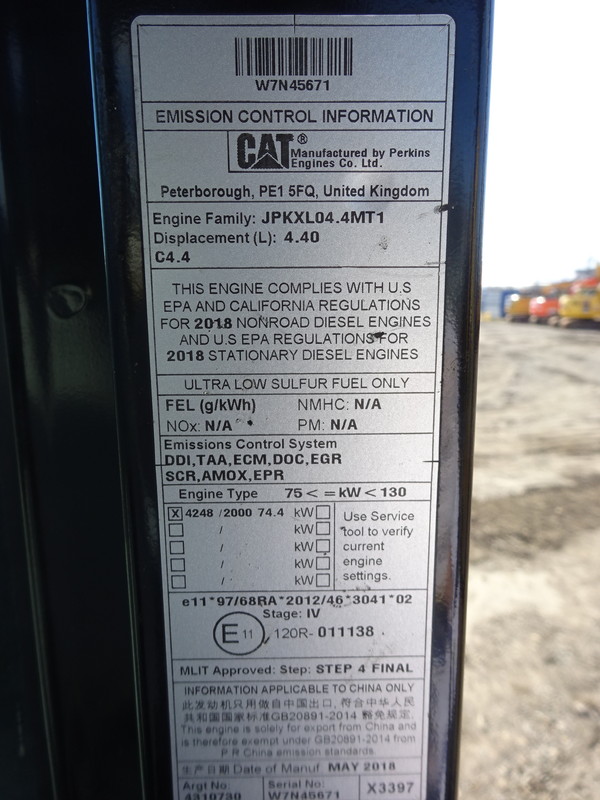 W7N45671
EMISSION CONTROL INFORMATION
CAT® Manufactured by Perkins
Engines Co. Ltd.
Peterborough, PE1 5FQ, United Kingdom
Engine Family: JPKXL04.4MT1
Displacement (L): 4.40
C4.4
THIS ENGINE COMPLIES WITH U.S
EPA AND CALIFORNIA REGULATIONS
FOR 2018 NONROAD DIESEL ENGINES
AND U.S EPA REGULATIONS FOR
2018 STATIONARY DIESEL ENGINES
ULTRA LOW SULFUR FUEL ONLY
FEL (g/kWh) NMHC: N/A
NOx: N/A PM: N/A
Emissions Control System
DDI,TAA,ECM,DOC,EGR
SCR,AMOX,EPR
Engine Type 75 < = kW < 130
X 4248 /2000 74.4 kW
/ kW
/ kW
/ kW
/ kW
Use Service
tool to verify
current
engine
settings.
e11*97/68RA*2012/46*3041*02
Stage: IV
E 11 120R- 011138
MLIT Approved: Step: STEP 4 FINAL
INFORMATION APPLICABLE TO CHINA ONLY
此发动机只用做自中国出口, 符合中华人民
共和国国家标准GB20891-2014 豁免规定.
This engine is solely for export from China and
is therefore exempt under GB20891-2014 from
P R China emission standards.
生产日期 Date of Manuf MAY 2018
Argt No: Serial No: X3397
4310730 W7N45671